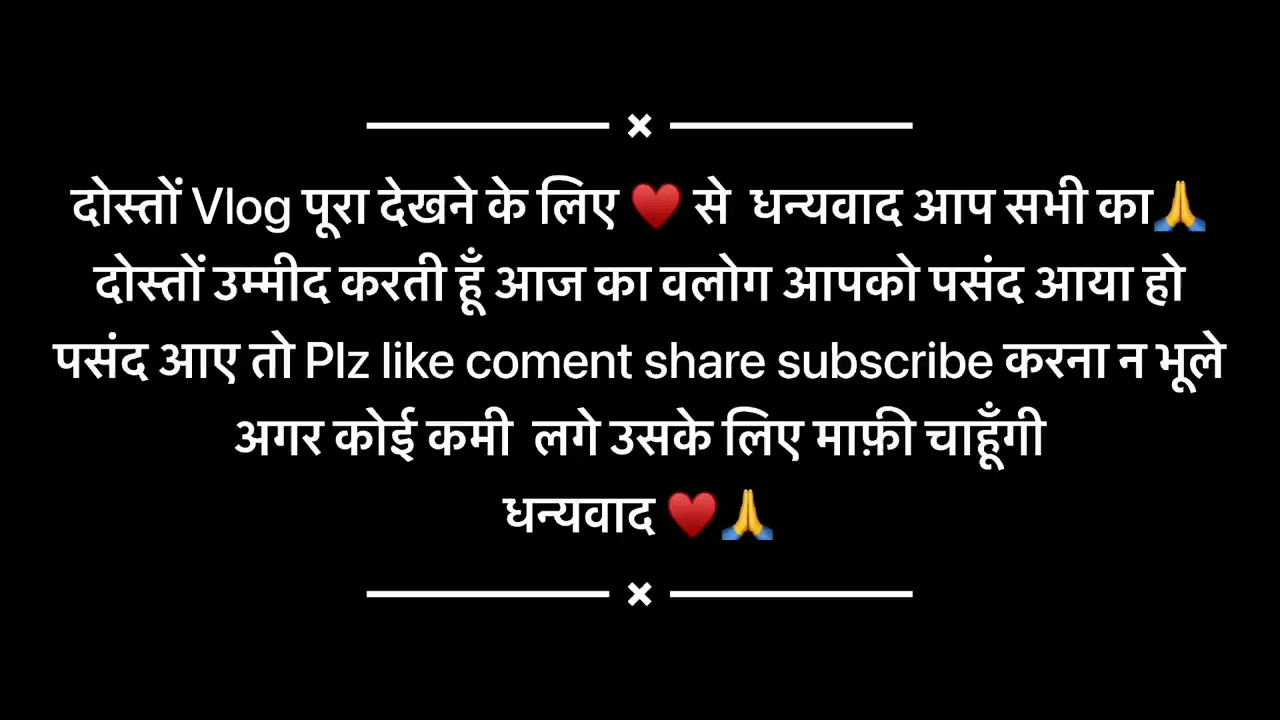 दोस्तों Vlog पूरा देखने के लिए ♥️ से धन्यवाद आप सभी का🙏
दोस्तों उम्मीद करती हूँ आज का वलोग आपको पसंद आया हो
पसंद आए तो Plz like coment share subscribe करना न भूले
अगर कोई कमी लगे उसके लिए माफ़ी चाहूँगी
धन्यवाद ♥️🙏